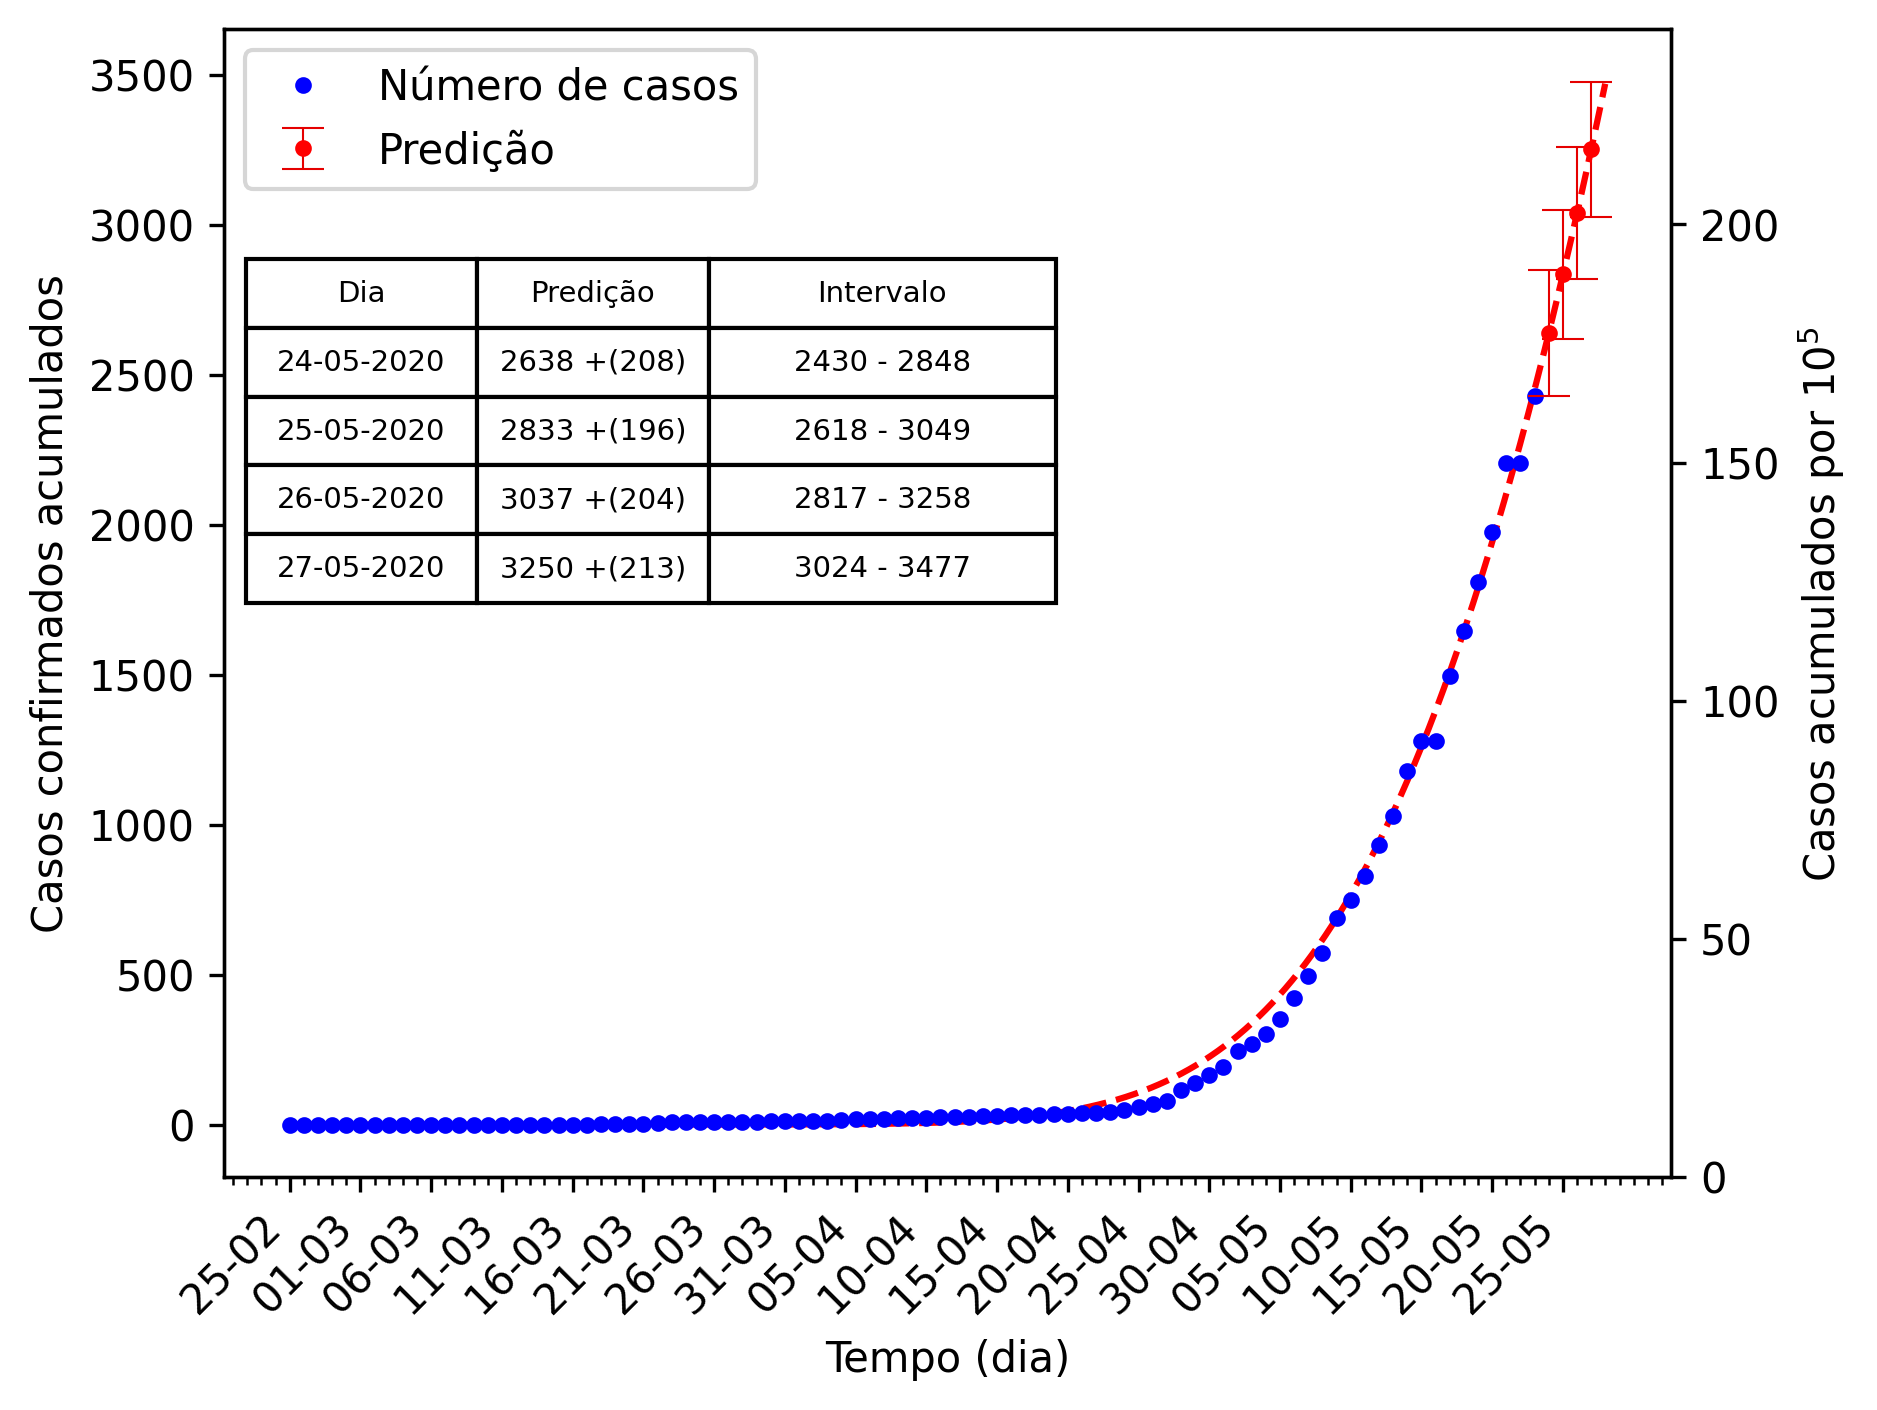 Número de casos
Predição
Dia Predição Intervalo
24-05-2020 2638 +(208) 2430 - 2848
25-05-2020 2833 +(196) 2618 - 3049
26-05-2020 3037 +(204) 2817 - 3258
27-05-2020 3250 +(213) 3024 - 3477
Casos confirmados acumulados
3500
3000
2500
2000
1500
1000
500
0
Casos acumulados por 10⁵
200
150
100
50
0
25-02 01-03 06-03 11-03 16-03 21-03 26-03 31-03 05-04 10-04 15-04 20-04 25-04 30-04 05-05 10-05 15-05 20-05 25-05
Tempo (dia)